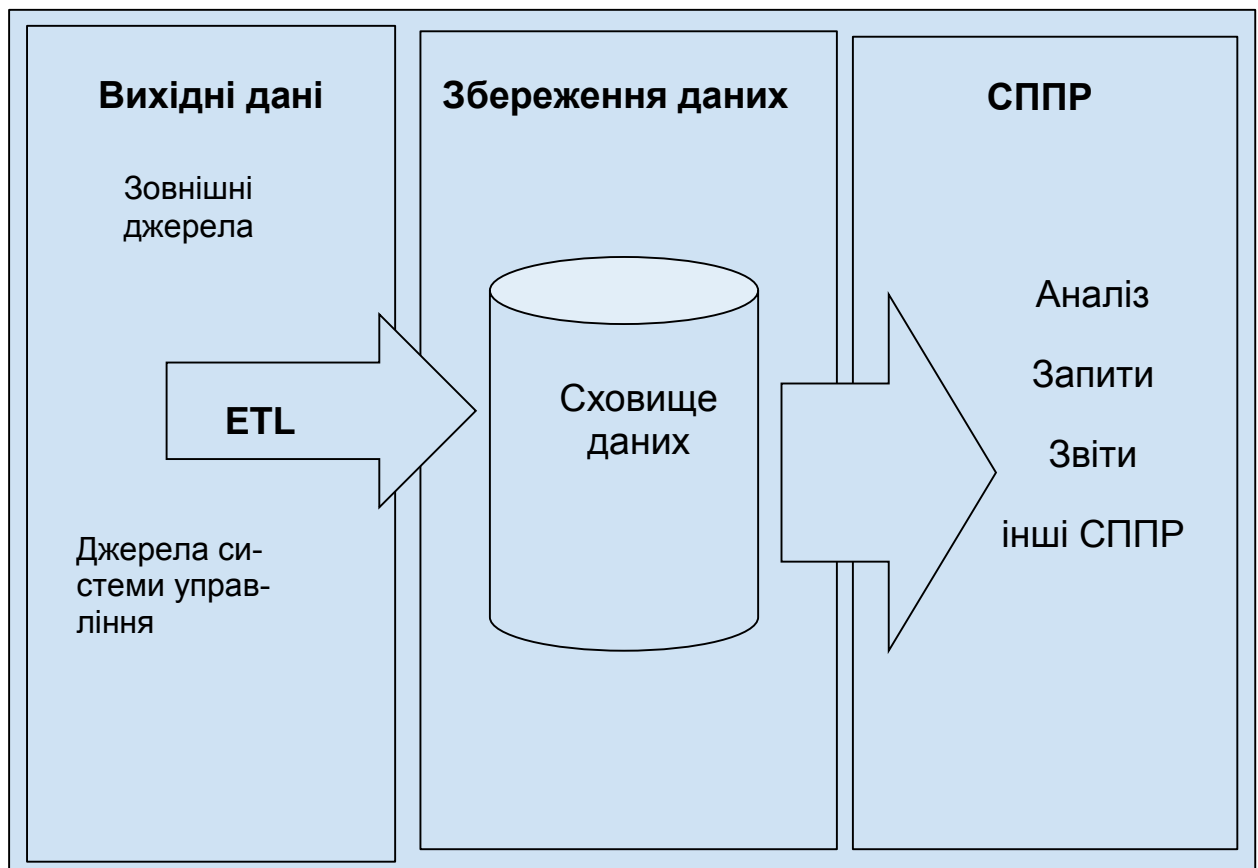 Вихідні дані
Зовнішні
джерела
ETL
Джерела си-
стеми управ-
ління
Збереження даних
Сховище
даних
СППР
Аналіз
Запити
Звіти
інші СППР